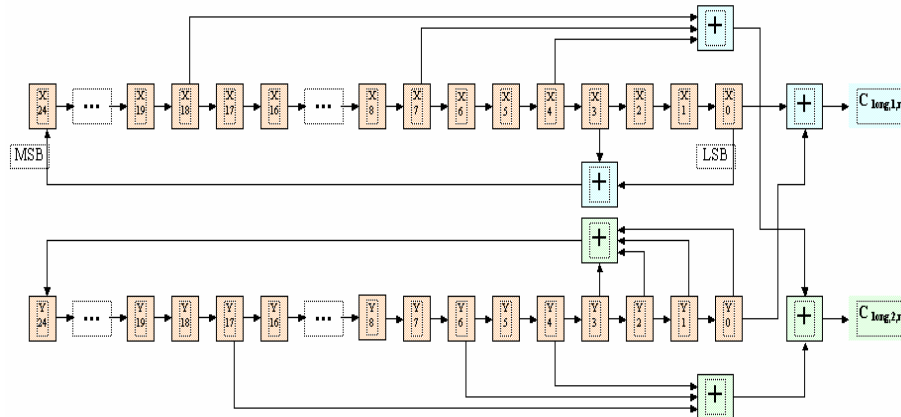 +
X 24 ... X 19 X 18 X 17 X 16 ... X 8 X 7 X 6 X 5 X 4 X 3 X 2 X 1 X 0 + C long,1,n
MSB LSB
+
+
Y 24 ... Y 19 Y 18 Y 17 Y 16 ... Y 8 Y 7 Y 6 Y 5 Y 4 Y 3 Y 2 Y 1 Y 0 + C long,2,n
+